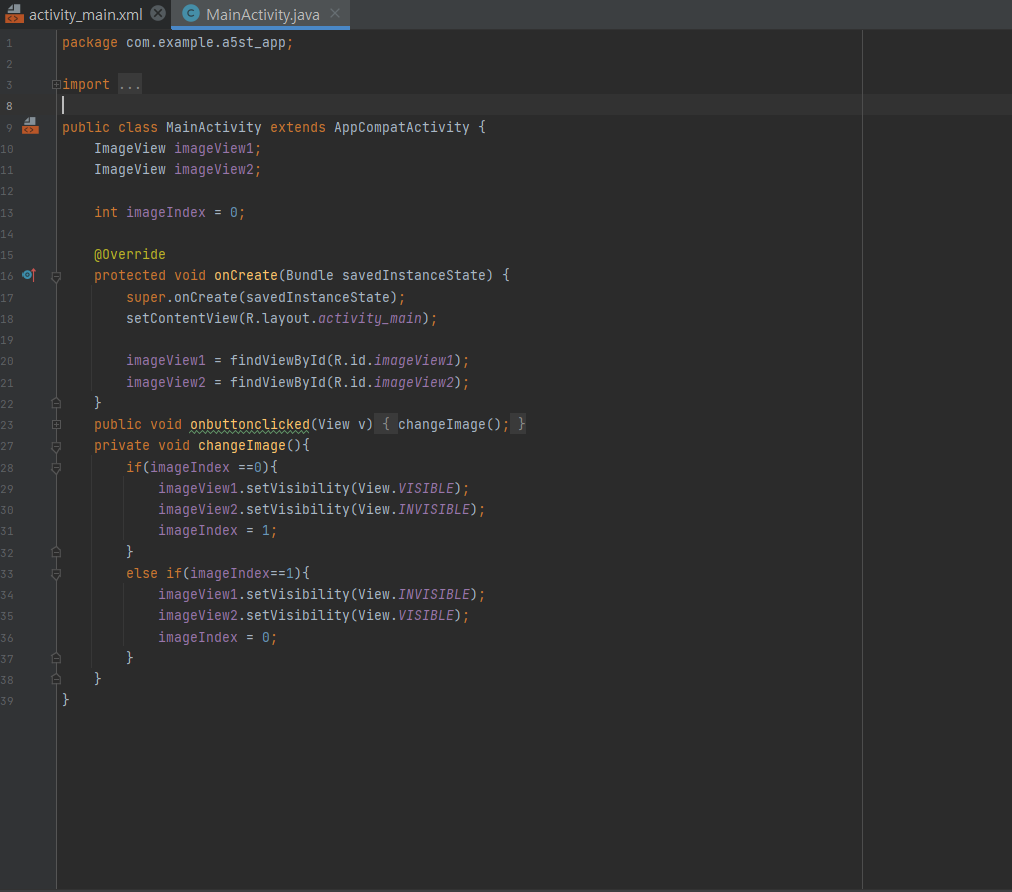 activity_main.xml MainActivity.java
1 package com.example.a5st_app;
2
3 import ...
8
9 public class MainActivity extends AppCompatActivity {
10     ImageView imageView1;
11     ImageView imageView2;
12
13     int imageIndex = 0;
14
15     @Override
16     protected void onCreate(Bundle savedInstanceState) {
17         super.onCreate(savedInstanceState);
18         setContentView(R.layout.activity_main);
19
20         imageView1 = findViewById(R.id.imageView1);
21         imageView2 = findViewById(R.id.imageView2);
22     }
23     public void onbuttonclicked(View v) { changeImage(); }
27     private void changeImage(){
28         if(imageIndex ==0){
29             imageView1.setVisibility(View.VISIBLE);
30             imageView2.setVisibility(View.INVISIBLE);
31             imageIndex = 1;
32         }
33         else if(imageIndex==1){
34             imageView1.setVisibility(View.INVISIBLE);
35             imageView2.setVisibility(View.VISIBLE);
36             imageIndex = 0;
37         }
38     }
39 }